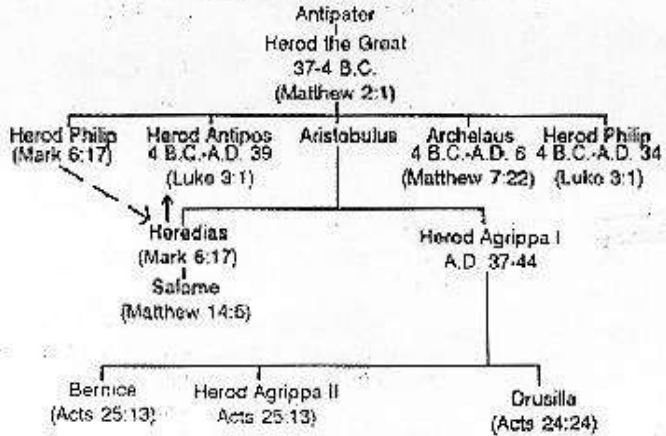 Antipater
Herod the Great
37-4 B.C.
(Matthew 2:1)
Herod Philip
(Mark 6:17)
Herod Antipos
4 B.C.-A.D. 39
(Luke 3:1)
Aristobulus
Archelaus
4 B.C.-A.D. 6
(Matthew 7:22)
Herod Philip
4 B.C.-A.D. 34
(Luke 3:1)
Heredias
(Mark 6:17)
Salome
(Matthew 14:6)
Herod Agrippa I
A.D. 37-44
Bernice
(Acts 25:13)
Herod Agrippa II
Acts 25:13)
Drusilla
(Acts 24:24)